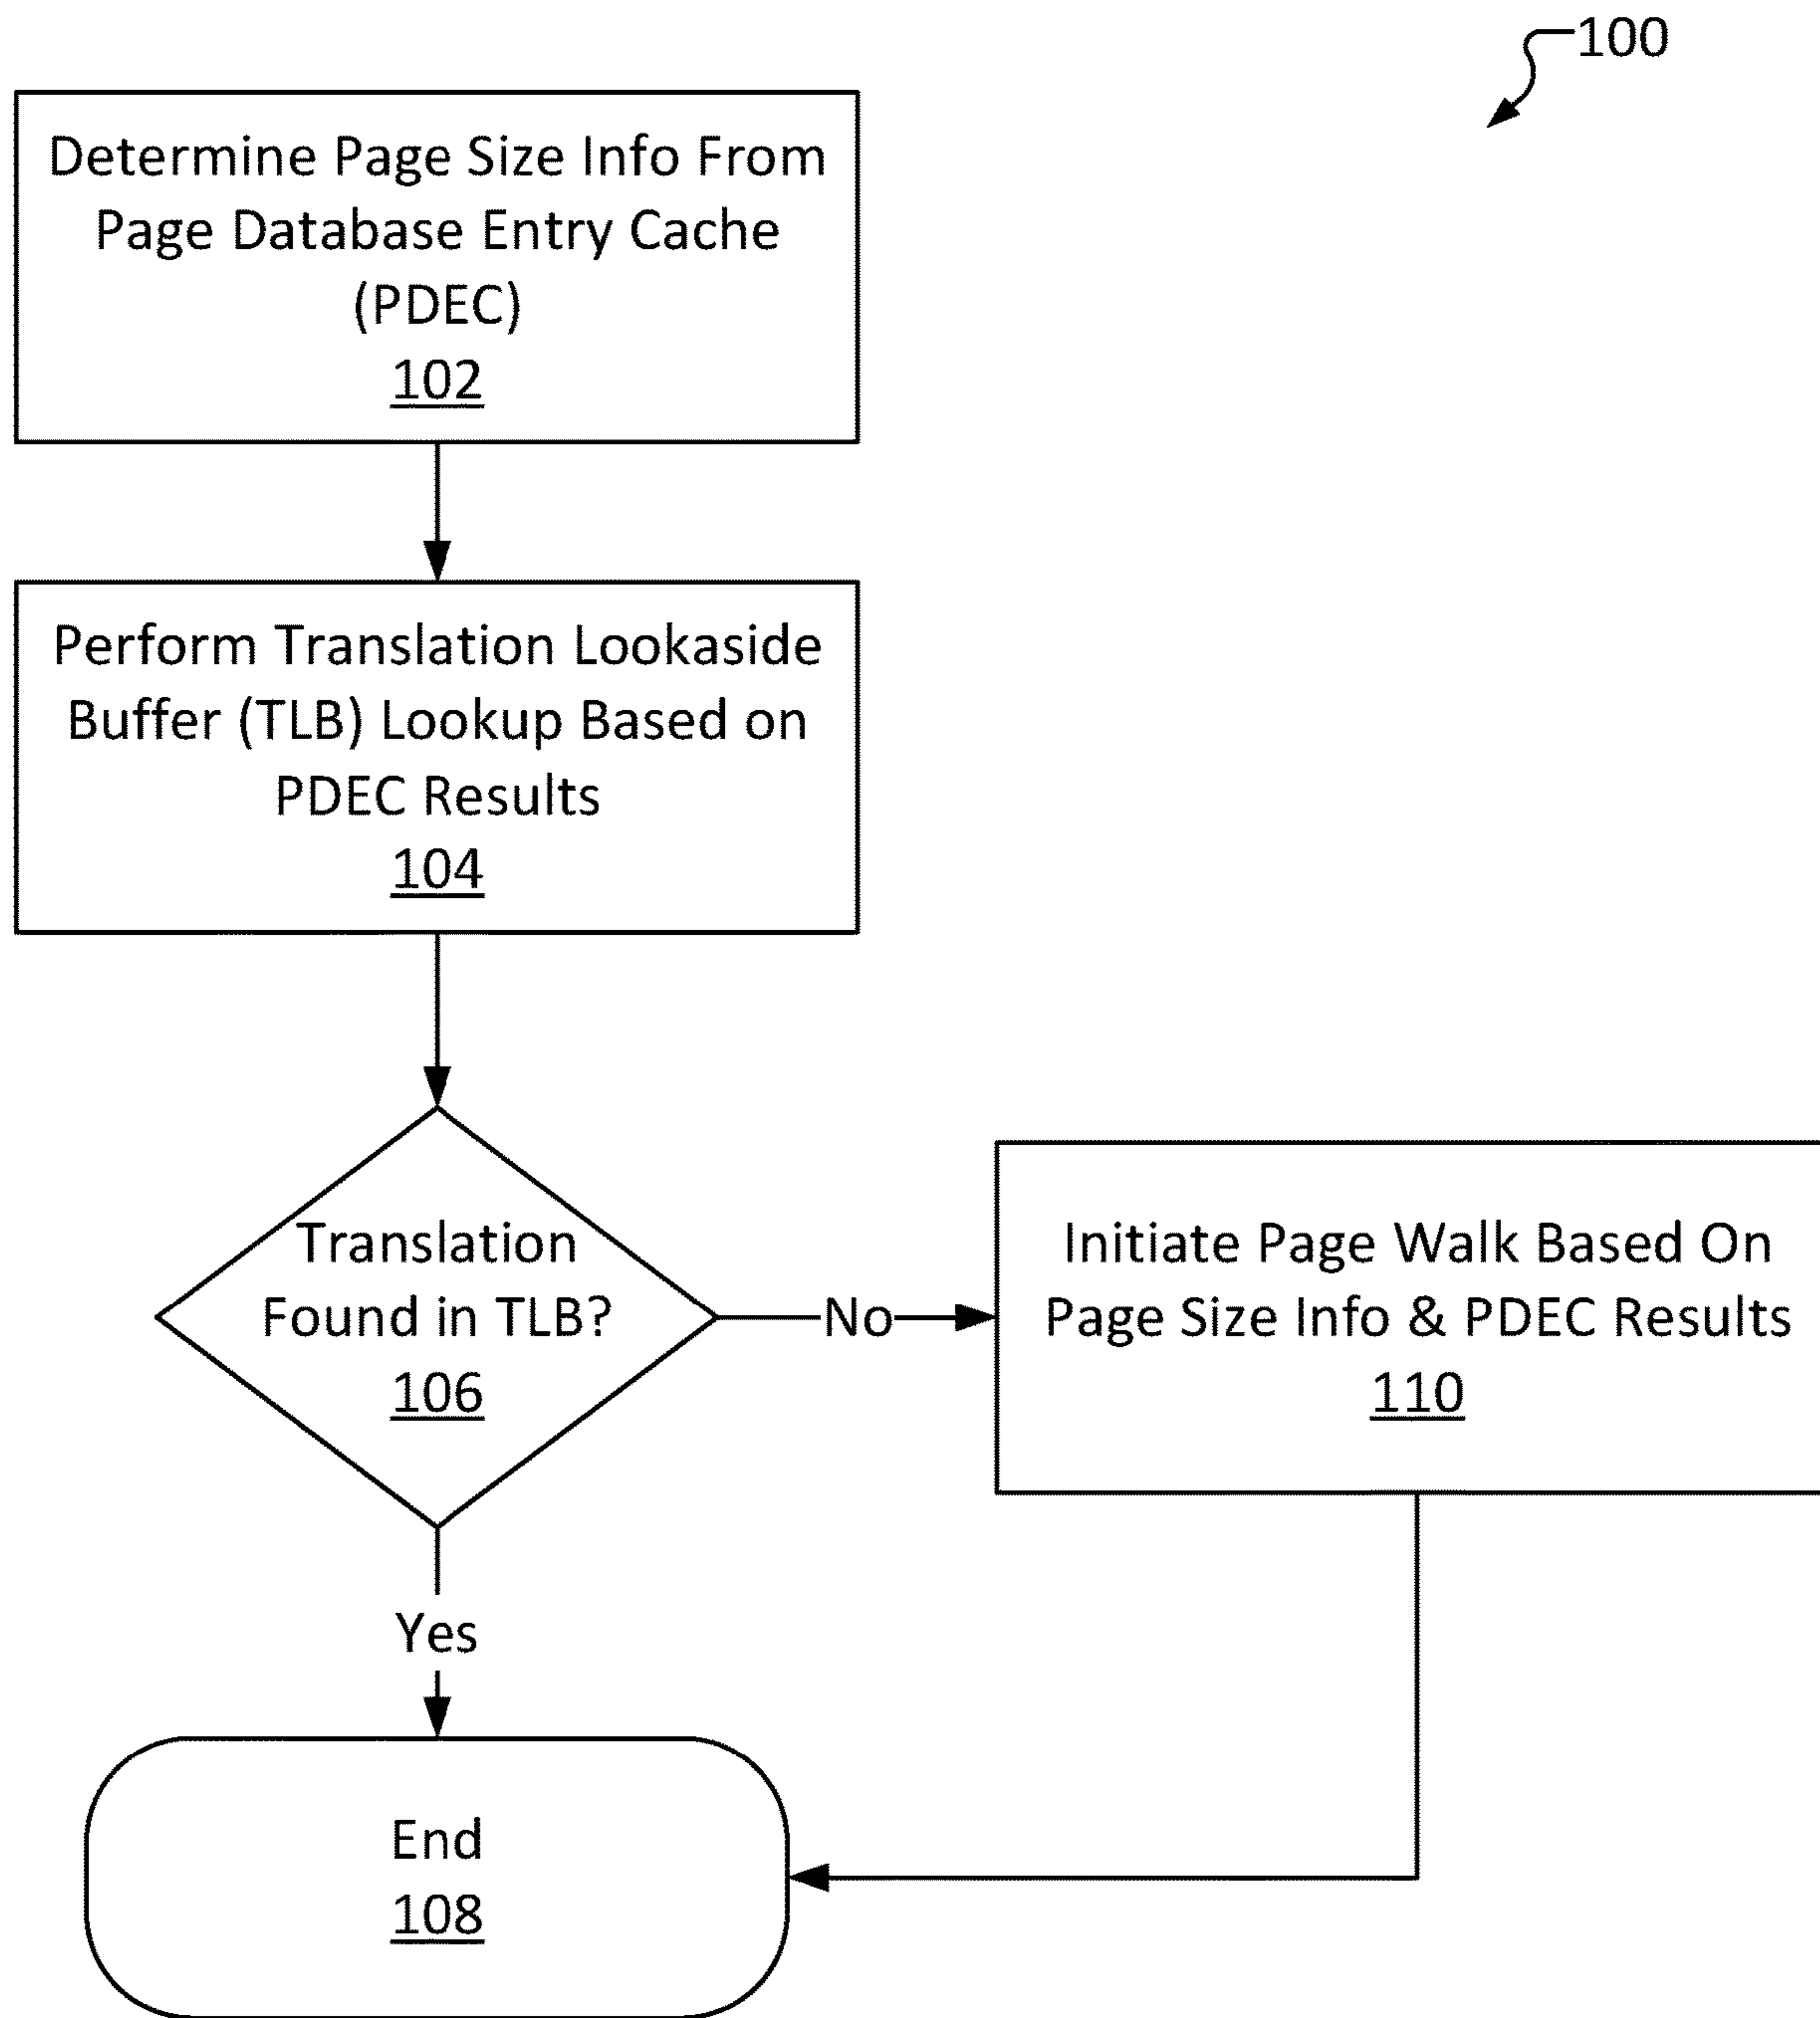 100
Determine Page Size Info From
Page Database Entry Cache
(PDEC)
102
Perform Translation Lookaside
Buffer (TLB) Lookup Based on
PDEC Results
104
Translation
Found in TLB?
106
No
Initiate Page Walk Based On
Page Size Info & PDEC Results
110
Yes
End
108